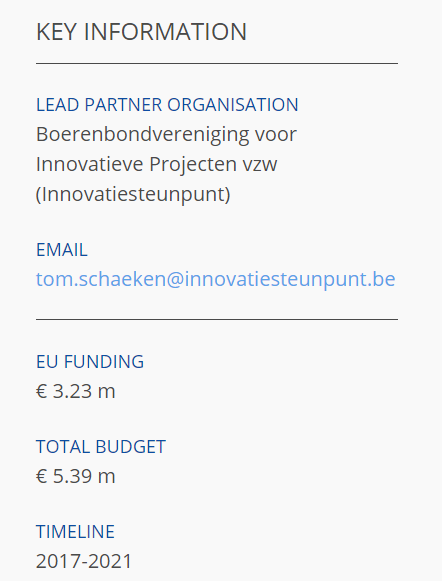 KEY INFORMATION
LEAD PARTNER ORGANISATION
Boerenbondvereniging voor
Innovatieve Projecten vzw
(Innovatiesteunpunt)
EMAIL
tom.schaeken@innovatiesteunpunt.be
EU FUNDING
€ 3.23 m
TOTAL BUDGET
€ 5.39 m
TIMELINE
2017-2021